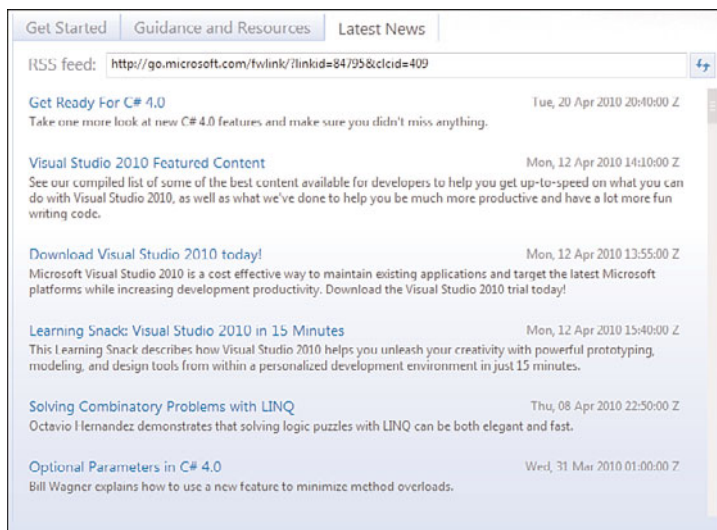 Get Started Guidance and Resources Latest News
RSS feed: http://go.microsoft.com/fwlink/?linkid=84795&clcid=409
Get Ready For C# 4.0 Tue, 20 Apr 2010 20:40:00 Z
Take one more look at new C# 4.0 features and make sure you didn't miss anything.
Visual Studio 2010 Featured Content Mon, 12 Apr 2010 14:10:00 Z
See our compiled list of some of the best content available for developers to help you get up-to-speed on what you can
do with Visual Studio 2010, as well as what we've done to help you be much more productive and have a lot more fun
writing code.
Download Visual Studio 2010 today! Mon, 12 Apr 2010 13:55:00 Z
Microsoft Visual Studio 2010 is a cost effective way to maintain existing applications and target the latest Microsoft
platforms while increasing development productivity. Download the Visual Studio 2010 trial today!
Learning Snack: Visual Studio 2010 in 15 Minutes Mon, 12 Apr 2010 15:40:00 Z
This Learning Snack describes how Visual Studio 2010 helps you unleash your creativity with powerful prototyping,
modeling, and design tools from within a personalized development environment in just 15 minutes.
Solving Combinatory Problems with LINQ Thu, 08 Apr 2010 22:50:00 Z
Octavio Hernandez demonstrates that solving logic puzzles with LINQ can be both elegant and fast.
Optional Parameters in C# 4.0 Wed, 31 Mar 2010 01:00:00 Z
Bill Wagner explains how to use a new feature to minimize method overloads.